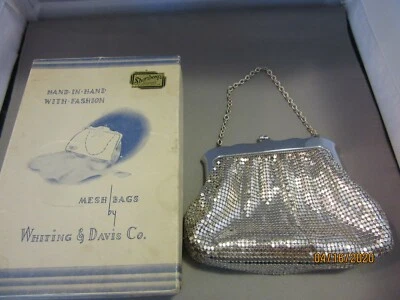 HAND-IN-HAND
WITH-FASHION
MESH BAGS
by
WHITING & DAVIS CO.
04/18/2020